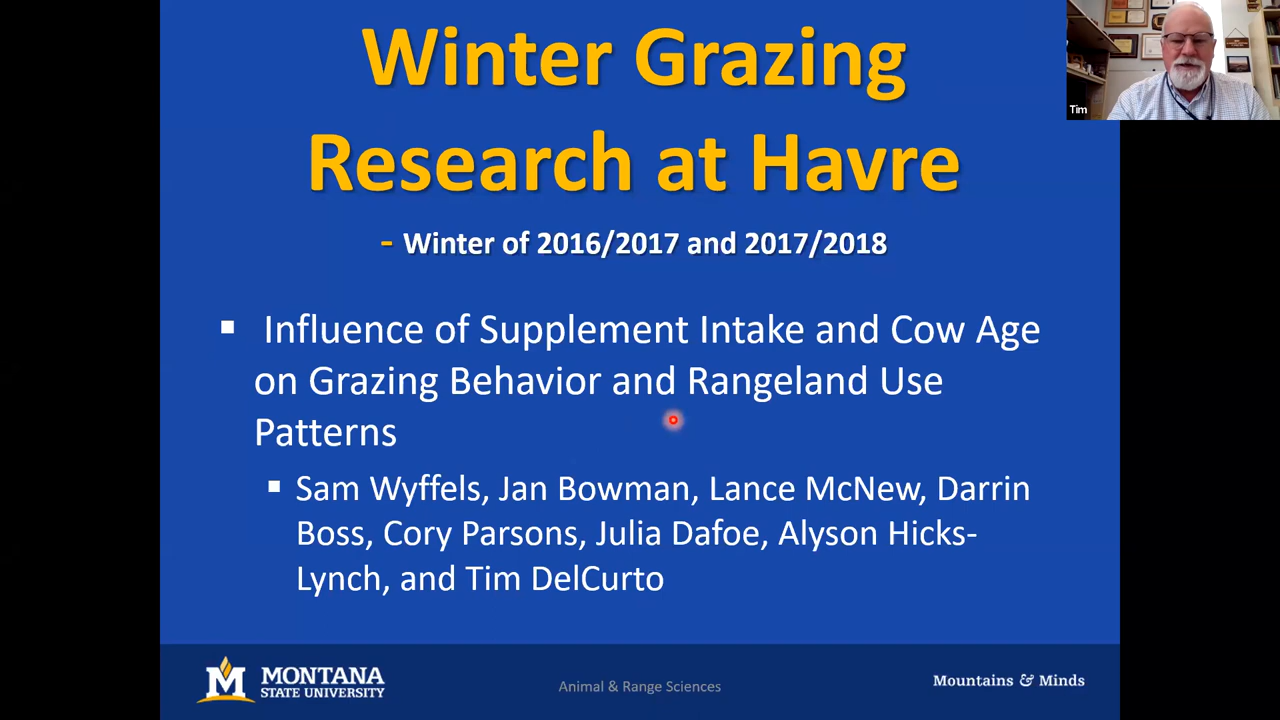 Winter Grazing
Research at Havre
- Winter of 2016/2017 and 2017/2018
▪ Influence of Supplement Intake and Cow Age
on Grazing Behavior and Rangeland Use
Patterns
▪ Sam Wyffels, Jan Bowman, Lance McNew, Darrin
Boss, Cory Parsons, Julia Dafoe, Alyson Hicks-
Lynch, and Tim DelCurto
M MONTANA
STATE UNIVERSITY
Animal & Range Sciences
Mountains & Minds
Tim